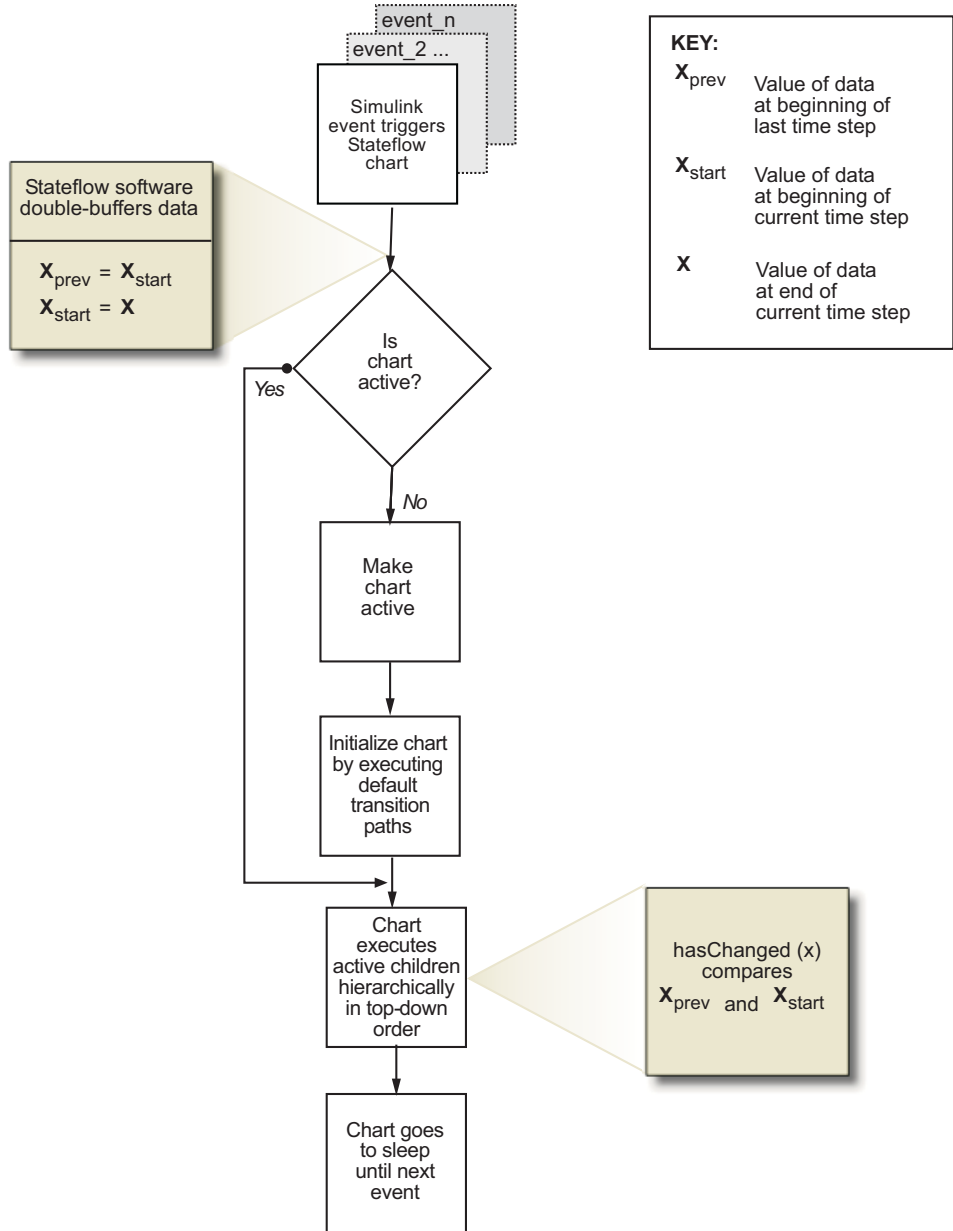 event_n
event_2 ...
Simulink
event triggers
Stateflow
chart
KEY:
Xprev Value of data
at beginning of
last time step
Xstart Value of data
at beginning of
current time step
X Value of data
at end of
current time step
Stateflow software
double-buffers data
Xprev = Xstart
Xstart = X
Is
chart
active?
Yes
No
Make
chart
active
Initialize chart
by executing
default
transition
paths
Chart
executes
active children
hierarchically
in top-down
order
hasChanged (x)
compares
Xprev and Xstart
Chart goes
to sleep
until next
event